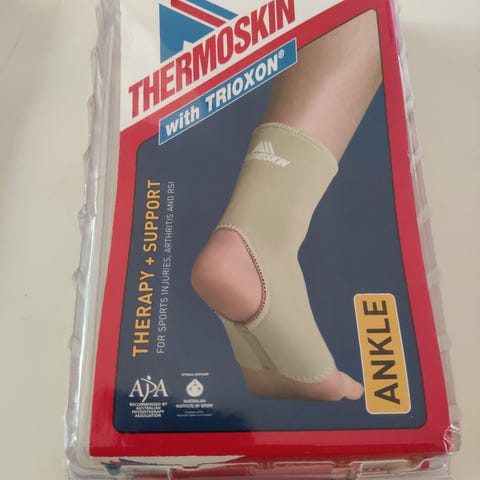 THERMOSKIN
with TRIOXON®
THERMOSKIN
THERAPY + SUPPORT
FOR SPORTS INJURIES, ARTHRITIS AND RSI
ANKLE
APA
RECOMMENDED BY
AUSTRALIAN
PHYSIOTHERAPY
ASSOCIATION
OFFICIAL SUPPLIER
AUSTRALIAN
INSTITUTE OF SPORT